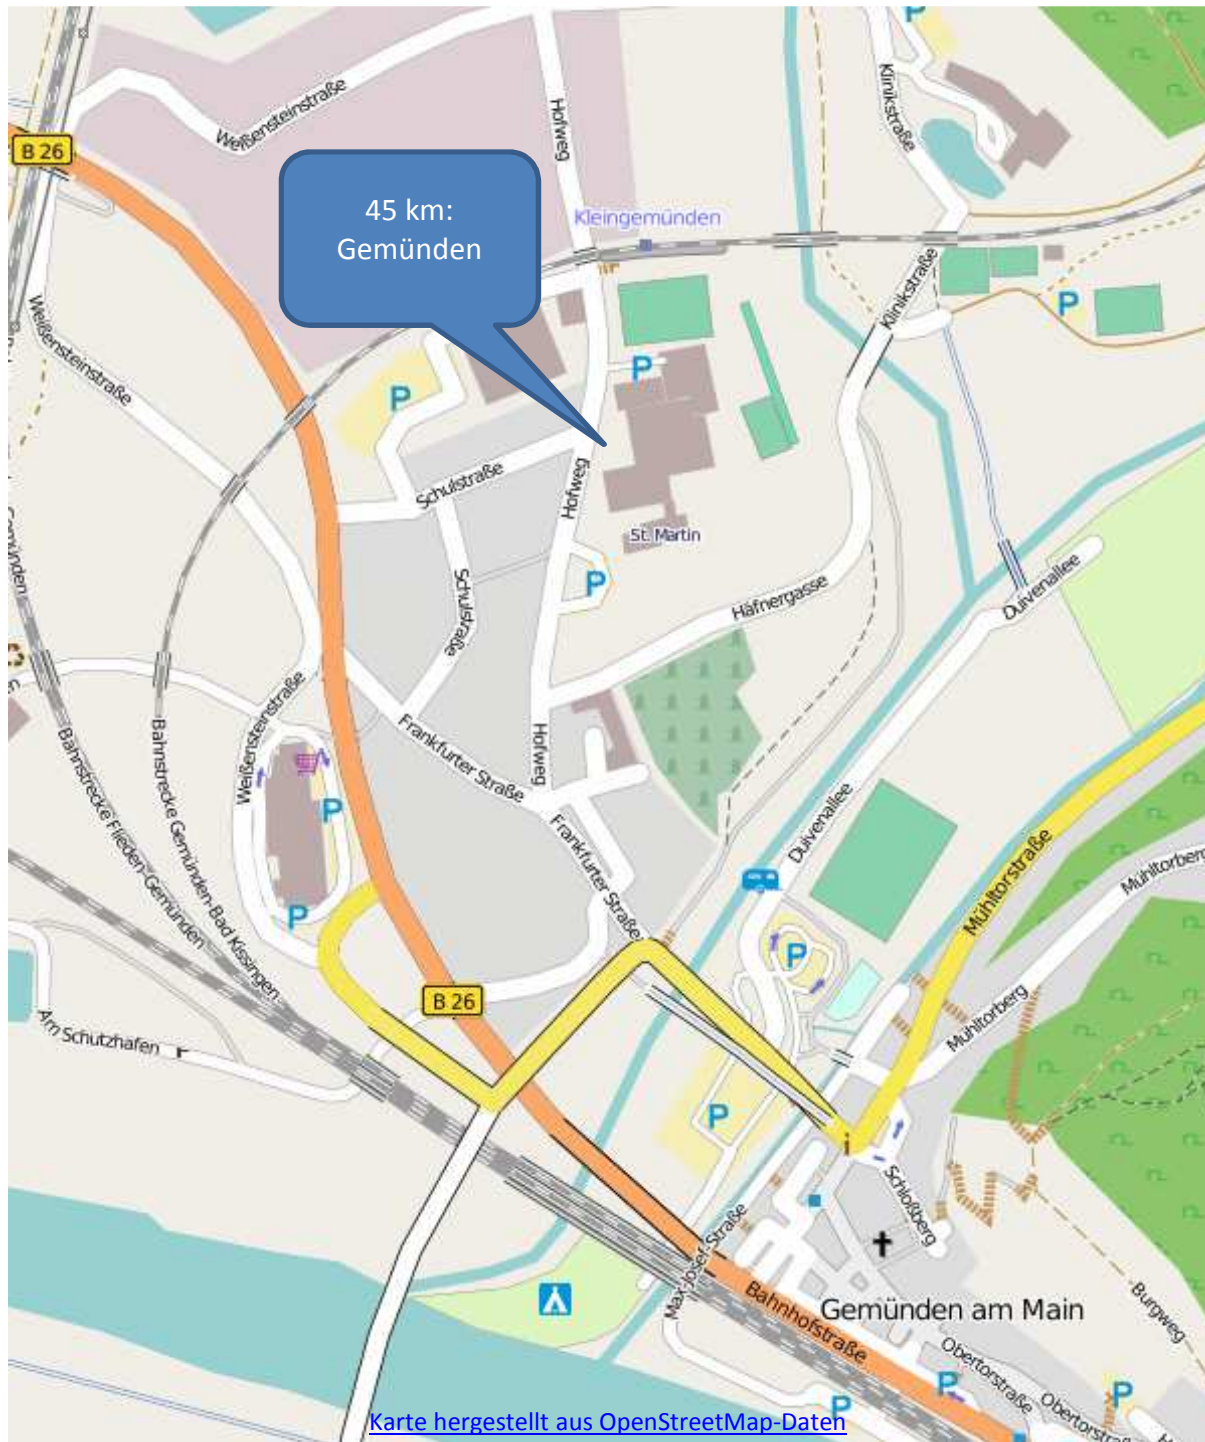 P
Klinikstraße
Weißensteinstraße
Hofweg
B 26
45 km:
Gemünden
Kleingemünden
Klinikstraße
P
Weißensteinstraße
P
P
Schulstraße
Hofweg
St. Martin
Gemünden
P
Schulstraße
Häfnergasse
Duivenallee
Weißensteinstraße
Frankfurter Straße
Hofweg
Bahnstrecke Flieden-Gemünden
Bahnstrecke Gemünden-Bad Kissingen
P
Frankfurter Straße
Duivenallee
Mühltorstraße
Mühltorberg
P
P
B 26
Am Schutzhafen
Mühltorberg
P
i
Schloßberg
Max-Josef-Straße
Bahnhofstraße
Gemünden am Main
Burgweg
Obertorstraße
P
Obertorstraße
P
P
Karte hergestellt aus OpenStreetMap-Daten